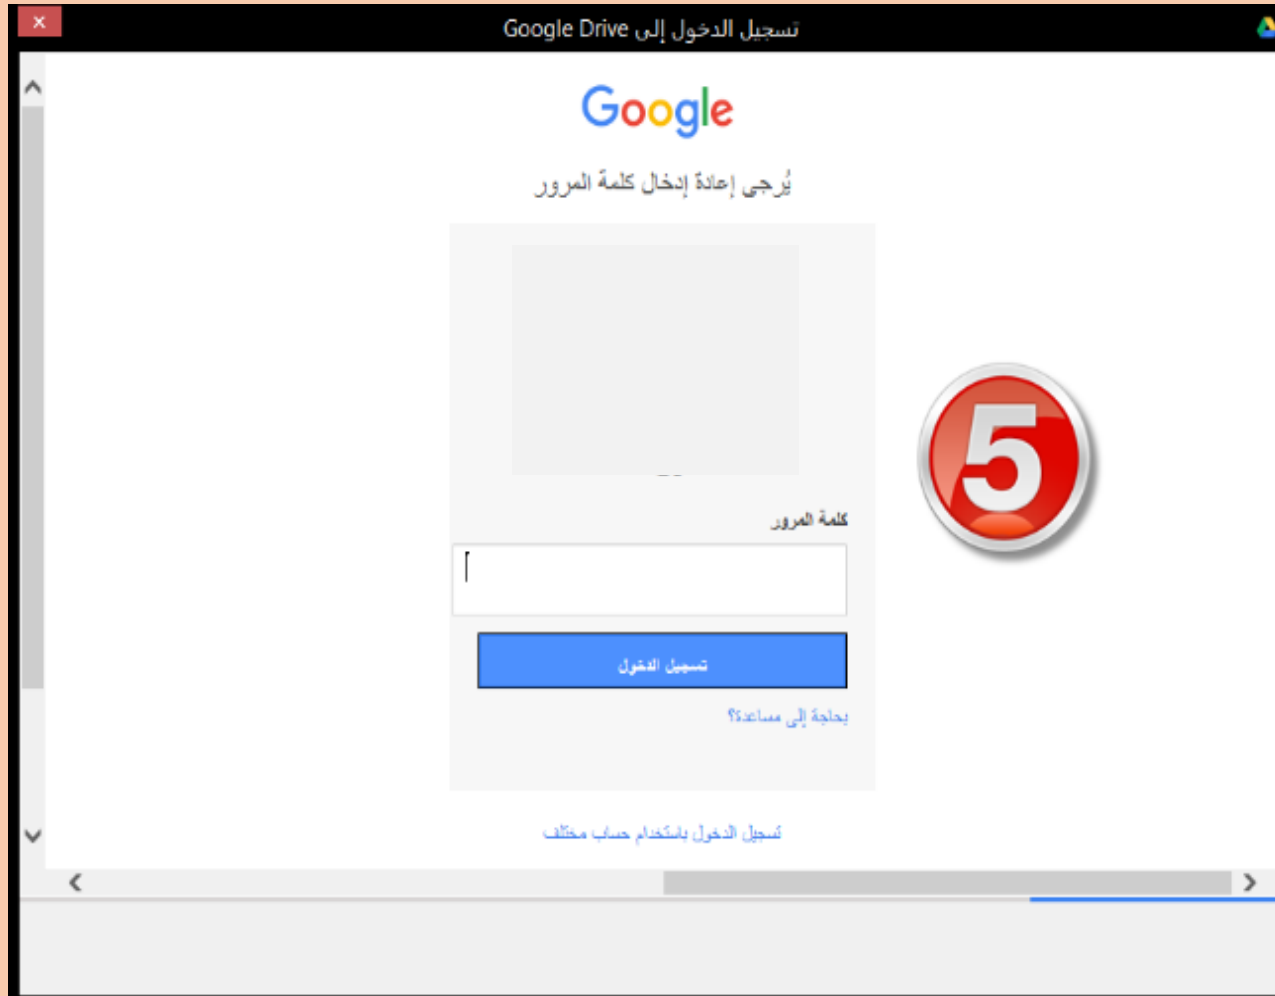 تسجيل الدخول إلى Google Drive
Google
يُرجى إعادة إدخال كلمة المرور
5
كلمة المرور
تسجيل الدخول
بحاجة إلى مساعدة؟
تسجيل الدخول باستخدام حساب مختلف